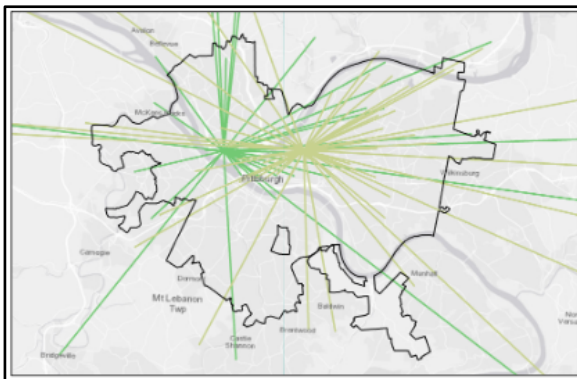 Avalon
Bellevue
McKees Rocks
Pittsburgh
Wilkinsburg
Carnegie
Dormont
Munhall
Mt Lebanon
Twp
Baldwin
Brentwood
Castle
Shannon
Bridgeville